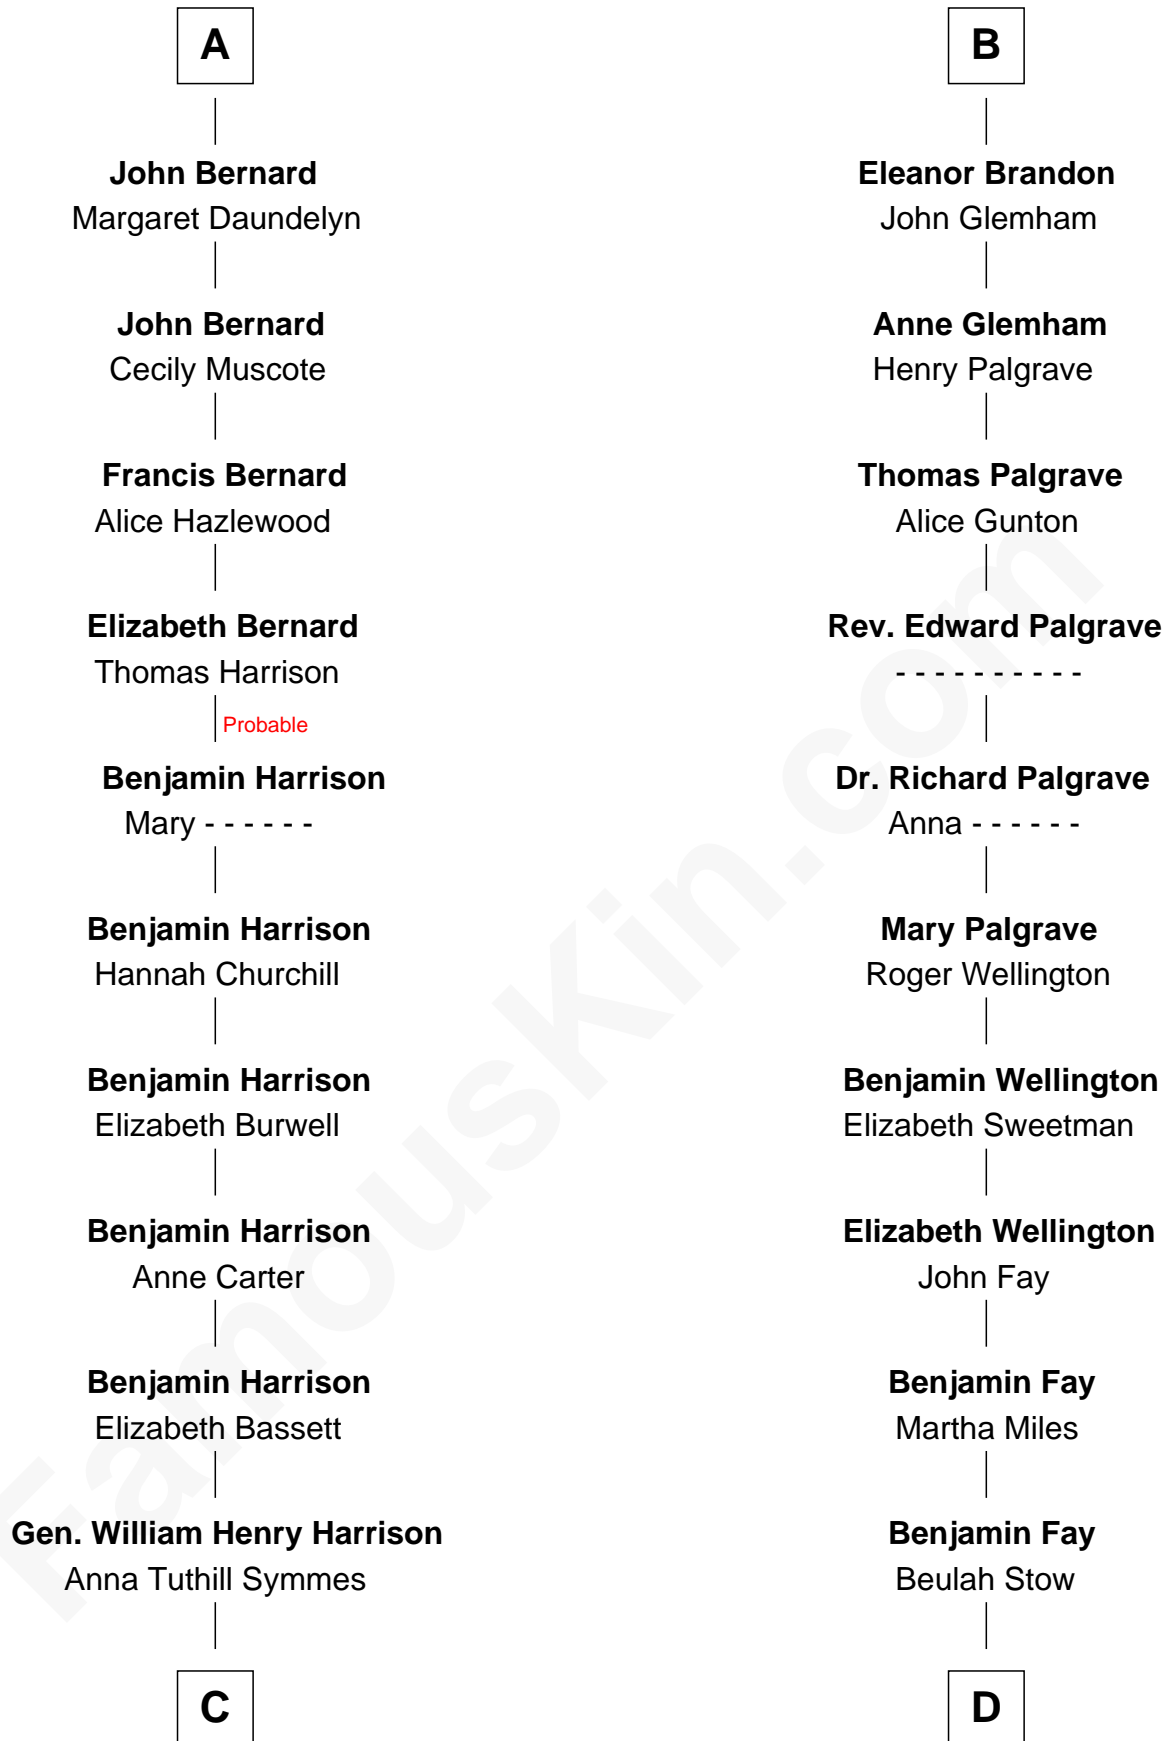 A
John Bernard
Margaret Daundelyn
John Bernard
Cecily Muscote
Francis Bernard
Alice Hazlewood
Elizabeth Bernard
Thomas Harrison
Probable
Benjamin Harrison
Mary - - - - - -
Benjamin Harrison
Hannah Churchill
Benjamin Harrison
Elizabeth Burwell
Benjamin Harrison
Anne Carter
Benjamin Harrison
Elizabeth Bassett
Gen. William Henry Harrison
Anna Tuthill Symmes
C
B
Eleanor Brandon
John Glemham
Anne Glemham
Henry Palgrave
Thomas Palgrave
Alice Gunton
Rev. Edward Palgrave
- - - - - - - - - -
Dr. Richard Palgrave
Anna - - - - - -
Mary Palgrave
Roger Wellington
Benjamin Wellington
Elizabeth Sweetman
Elizabeth Wellington
John Fay
Benjamin Fay
Martha Miles
Benjamin Fay
Beulah Stow
D
FamousKin.com